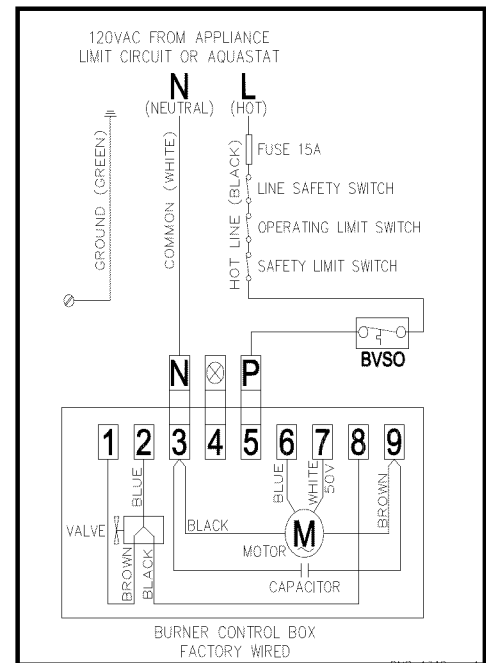 120VAC FROM APPLIANCE
LIMIT CIRCUIT OR AQUASTAT
N L
(NEUTRAL) (HOT)
GROUND (GREEN)
COMMON (WHITE)
HOT LINE (BLACK)
FUSE 15A
LINE SAFETY SWITCH
OPERATING LIMIT SWITCH
SAFETY LIMIT SWITCH
BVSO
N P
1 2 3 4 5 6 7 8 9
BLUE
BLUE
WHITE
50V
BROWN
VALVE
BLACK
M
MOTOR
BROWN
BLACK
CAPACITOR
BURNER CONTROL BOX
FACTORY WIRED